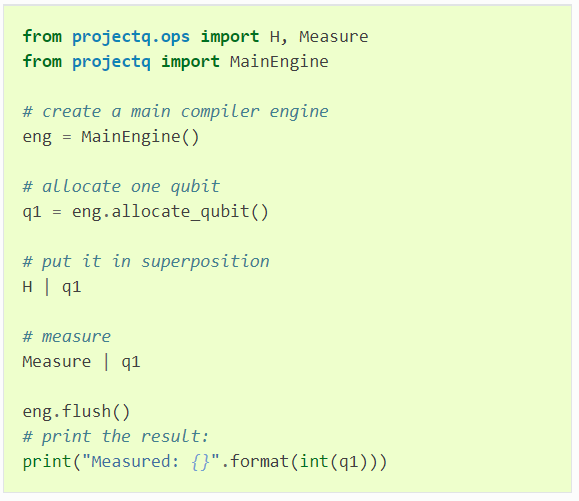 from projectq.ops import H, Measure
from projectq import MainEngine
# create a main compiler engine
eng = MainEngine()
# allocate one qubit
q1 = eng.allocate_qubit()
# put it in superposition
H | q1
# measure
Measure | q1
eng.flush()
# print the result:
print("Measured: {}".format(int(q1)))